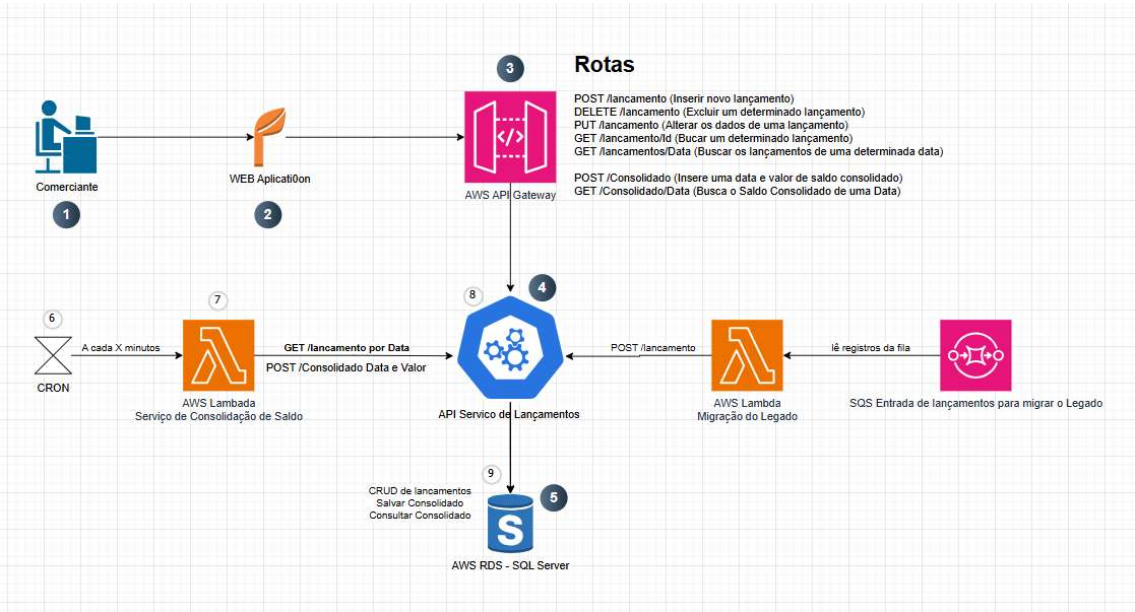 3
Rotas
POST /lancamento (Inserir novo lançamento)
DELETE /lancamento (Excluir um determinado lançamento)
PUT /lancamento (Alterar os dados de uma lançamento)
GET /lancamento/Id (Bucar um determinado lançamento)
GET /lancamentos/Data (Buscar os lançamentos de uma determinada data)
POST /Consolidado (Insere uma data e valor de saldo consolidado)
GET /Consolidado/Data (Busca o Saldo Consolidado de uma Data)
Comerciante
1
WEB Aplicati0on
2
AWS API Gateway
6
A cada X minutos
CRON
7
GET /lancamento por Data
POST /Consolidado Data e Valor
AWS Lambada
Serviço de Consolidação de Saldo
8
4
API Servico de Lançamentos
POST /lancamento
AWS Lambda
Migração do Legado
lê registros da fila
SQS Entrada de lançamentos para migrar o Legado
9
5
CRUD de lancamentos
Salvar Consolidado
Consultar Consolidado
S
AWS RDS - SQL Server